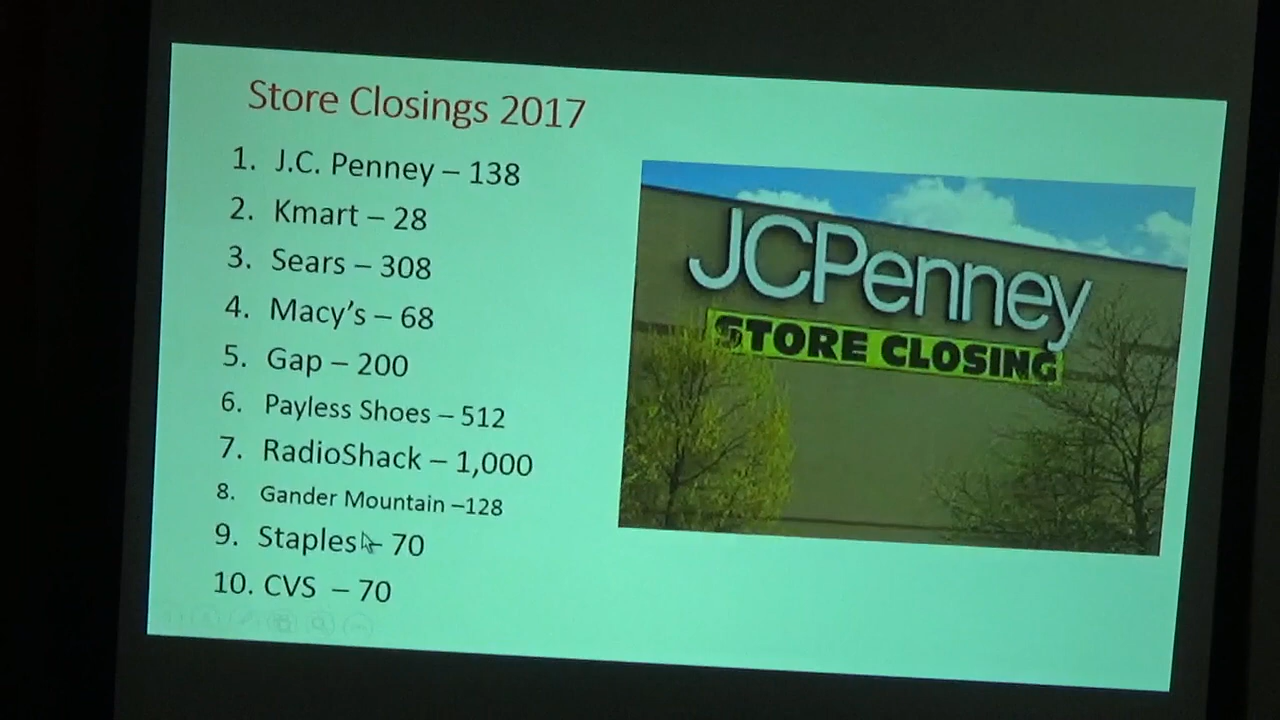 Store Closings 2017
1. J.C. Penney – 138
2. Kmart – 28
3. Sears – 308
4. Macy's – 68
5. Gap – 200
6. Payless Shoes – 512
7. RadioShack – 1,000
8. Gander Mountain –128
9. Staples – 70
10. CVS – 70
JCPenney
STORE CLOSING